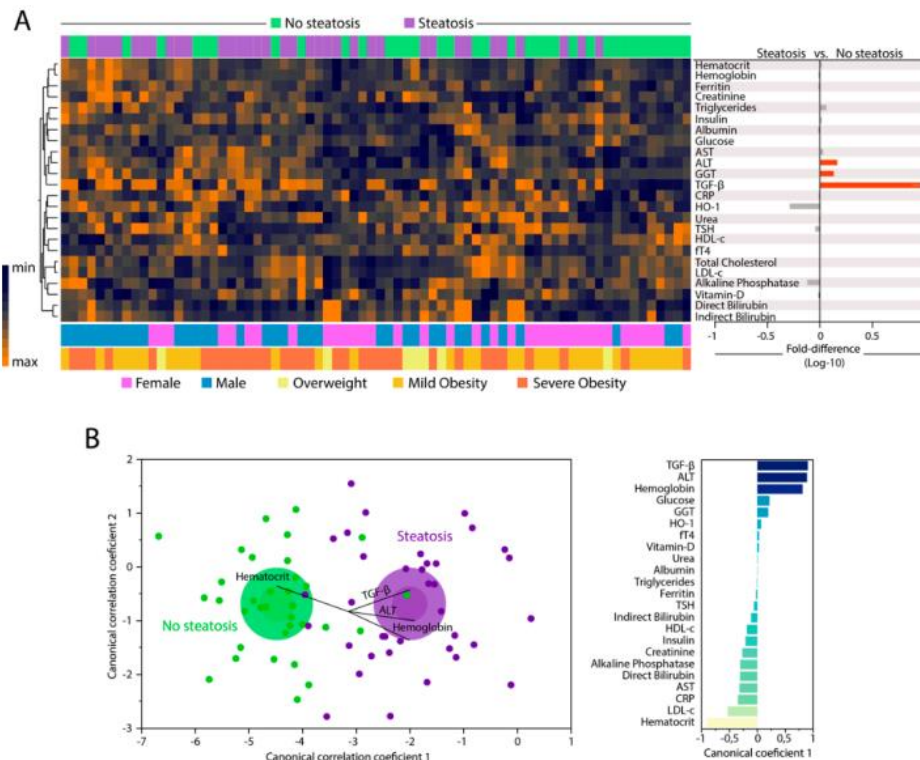 A
No steatosis
Steatosis
Steatosis vs. No steatosis
Hematocrit
Hemoglobin
Ferritin
Creatinine
Triglycerides
Insulin
Albumin
Glucose
AST
ALT
GGT
TGF-β
CRP
HO-1
Urea
TSH
HDL-c
fT4
Total Cholesterol
LDL-c
Alkaline Phosphatase
Vitamin-D
Direct Bilirubin
Indirect Bilirubin
min
max
-1 -0.5 0 0.5
Fold-difference
(Log-10)
Female
Male
Overweight
Mild Obesity
Severe Obesity
B
Canonical correlation coeficient 2
2
1
0
-1
-2
-3
Steatosis
Hematocrit
TGF-β
ALT
Hemoglobin
No steatosis
-7 -6 -5 -4 -3 -2 -1 0 1
Canonical correlation coeficient 1
TGF-β
ALT
Hemoglobin
Glucose
GGT
HO-1
fT4
Vitamin-D
Urea
Albumin
Triglycerides
Ferritin
TSH
Indirect Bilirubin
HDL-c
Insulin
Creatinine
Alkaline Phosphatase
Direct Bilirubin
AST
CRP
LDL-c
Hematocrit
-1 -0,5 0 0,5 1
Canonical coeficient 1